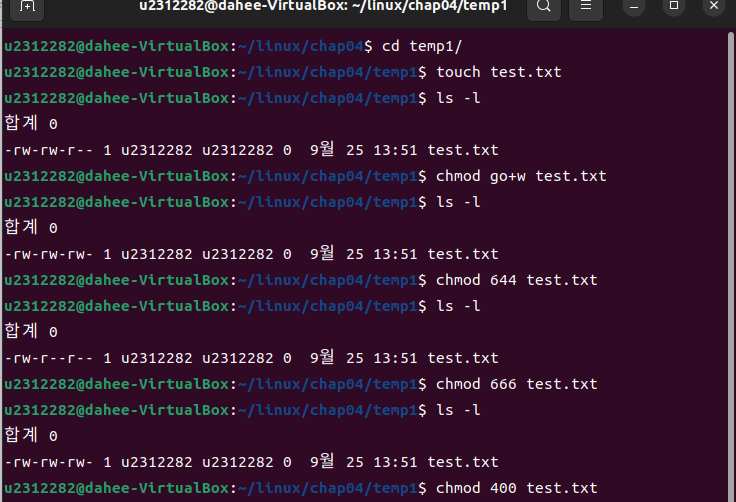 u2312282@dahee-VirtualBox: ~/linux/chap04/temp1
u2312282@dahee-VirtualBox:~/linux/chap04$ cd temp1/
u2312282@dahee-VirtualBox:~/linux/chap04/temp1$ touch test.txt
u2312282@dahee-VirtualBox:~/linux/chap04/temp1$ ls -l
합계 0
-rw-rw-r-- 1 u2312282 u2312282 0  9월 25 13:51 test.txt
u2312282@dahee-VirtualBox:~/linux/chap04/temp1$ chmod go+w test.txt
u2312282@dahee-VirtualBox:~/linux/chap04/temp1$ ls -l
합계 0
-rw-rw-rw- 1 u2312282 u2312282 0  9월 25 13:51 test.txt
u2312282@dahee-VirtualBox:~/linux/chap04/temp1$ chmod 644 test.txt
u2312282@dahee-VirtualBox:~/linux/chap04/temp1$ ls -l
합계 0
-rw-r--r-- 1 u2312282 u2312282 0  9월 25 13:51 test.txt
u2312282@dahee-VirtualBox:~/linux/chap04/temp1$ chmod 666 test.txt
u2312282@dahee-VirtualBox:~/linux/chap04/temp1$ ls -l
합계 0
-rw-rw-rw- 1 u2312282 u2312282 0  9월 25 13:51 test.txt
u2312282@dahee-VirtualBox:~/linux/chap04/temp1$ chmod 400 test.txt